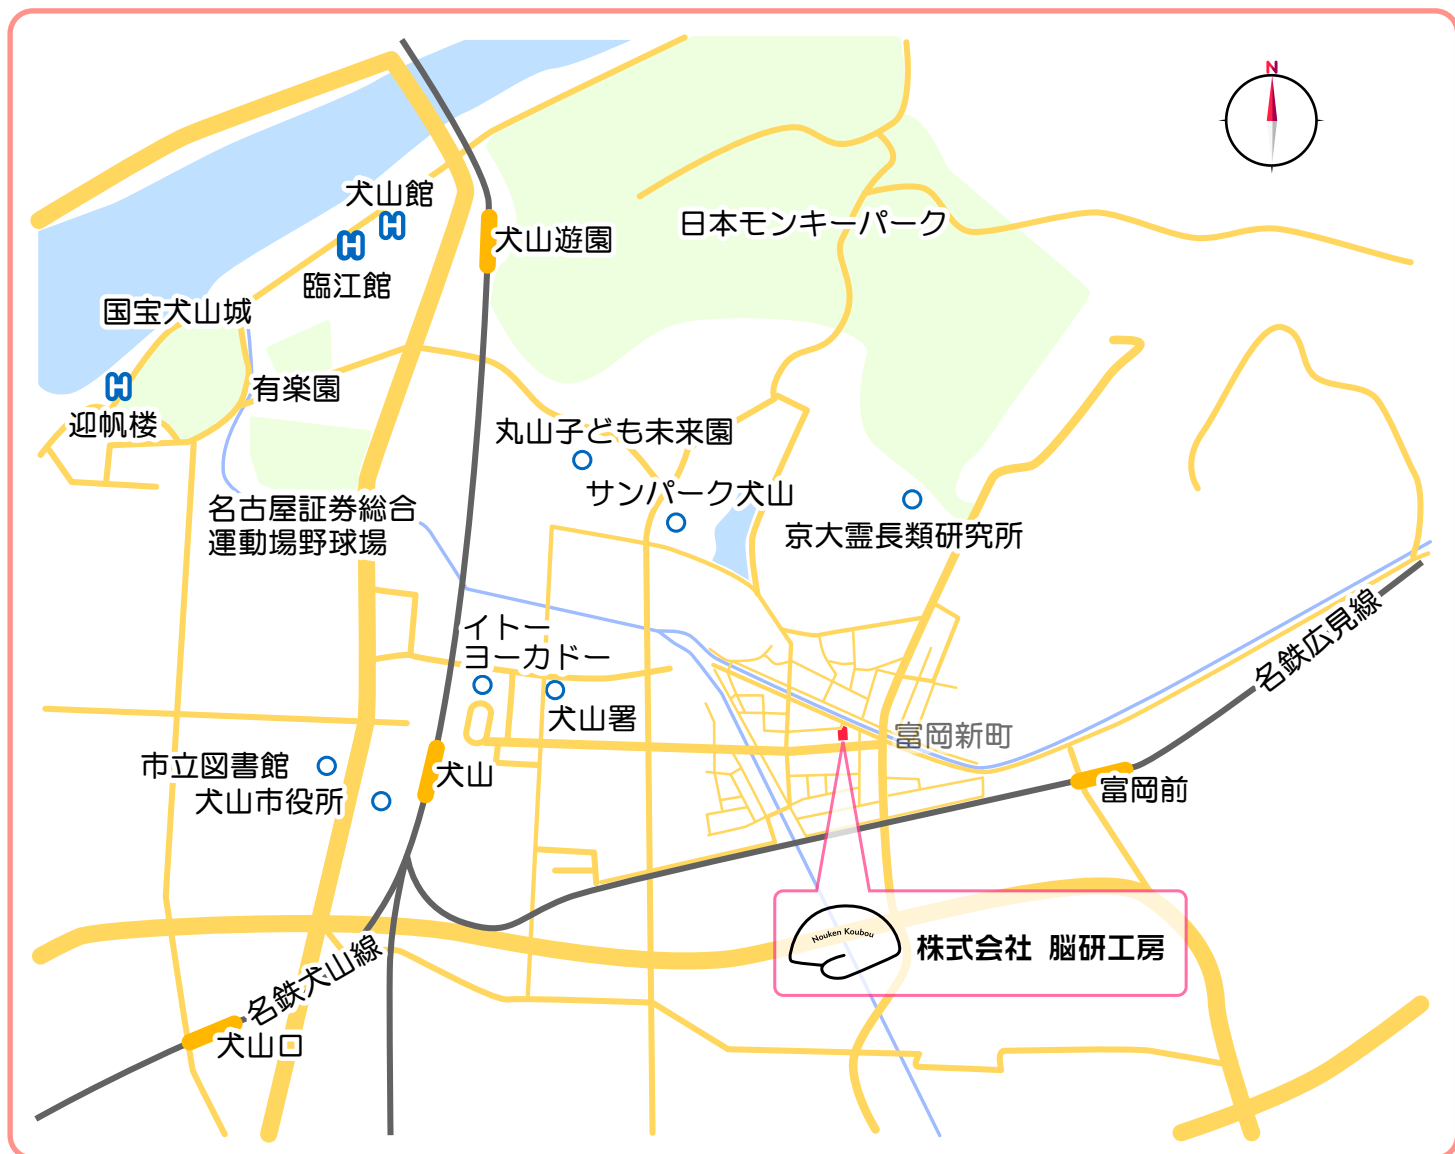 N
犬山館
臨江館
国宝犬山城
有楽園
迎帆楼
犬山遊園
日本モンキーパーク
丸山子ども未来園
サンパーク犬山
京大霊長類研究所
名古屋証券総合
運動場野球場
イトー
ヨーカドー
犬山署
富岡新町
名鉄広見線
市立図書館
犬山市役所
犬山
富岡前
Nouken Koubou
株式会社 脳研工房
名鉄犬山線
犬山口